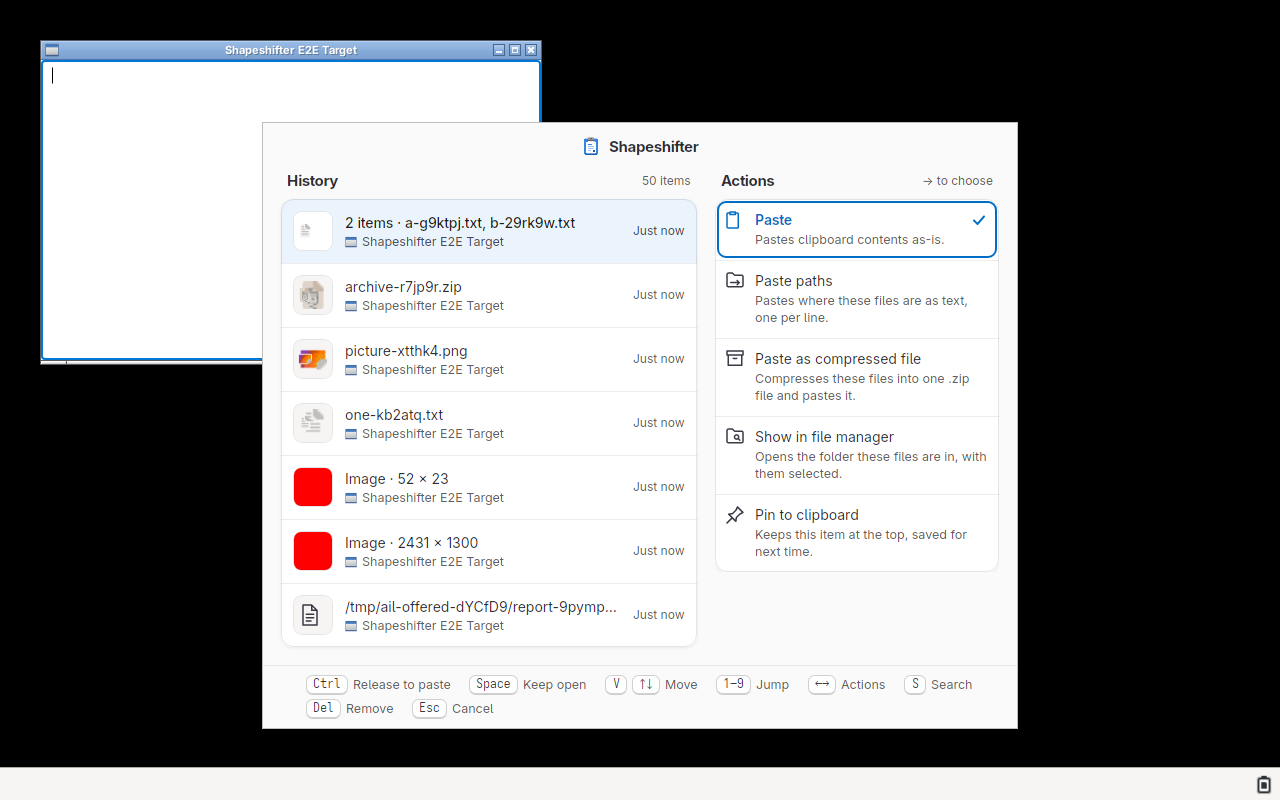 Shapeshifter E2E Target
Shapeshifter
History
50 items
2 items · a-g9ktpj.txt, b-29rk9w.txt
Shapeshifter E2E Target
Just now
archive-r7jp9r.zip
Shapeshifter E2E Target
Just now
picture-xtthk4.png
Shapeshifter E2E Target
Just now
one-kb2atq.txt
Shapeshifter E2E Target
Just now
Image · 52 × 23
Shapeshifter E2E Target
Just now
Image · 2431 × 1300
Shapeshifter E2E Target
Just now
/tmp/ail-offered-dYCfD9/report-9pymp...
Shapeshifter E2E Target
Just now
Actions
→ to choose
Paste
Pastes clipboard contents as-is.
Paste paths
Pastes where these files are as text,
one per line.
Paste as compressed file
Compresses these files into one .zip
file and pastes it.
Show in file manager
Opens the folder these files are in, with
them selected.
Pin to clipboard
Keeps this item at the top, saved for
next time.
Ctrl Release to paste Space Keep open V ↑↓ Move 1–9 Jump ←→ Actions S Search
Del Remove Esc Cancel